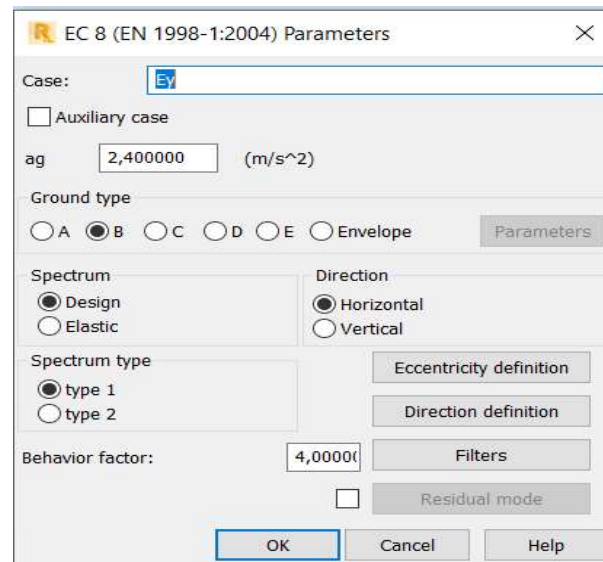 EC 8 (EN 1998-1:2004) Parameters
Case: Ey
Auxiliary case
ag 2,400000 (m/s^2)
Ground type
A B C D E Envelope Parameters
Spectrum Direction
Design Horizontal
Elastic Vertical
Spectrum type Eccentricity definition
type 1
type 2 Direction definition
Behavior factor: 4,0000 Filters
Residual mode
OK Cancel Help